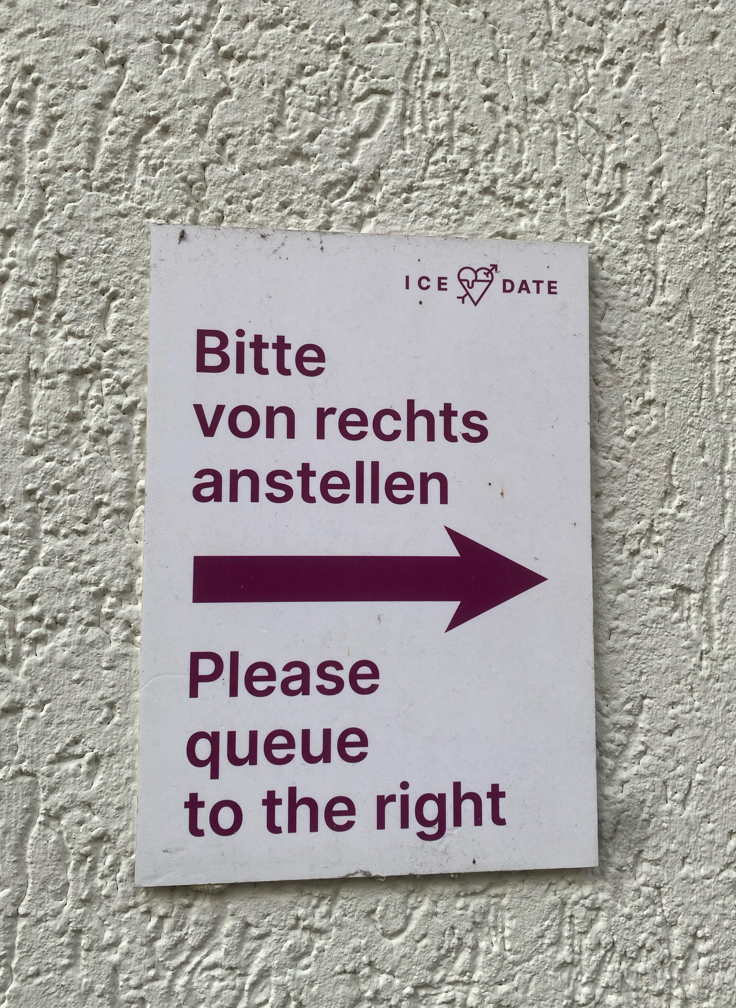 ICE DATE
Bitte
von rechts
anstellen
Please
queue
to the right